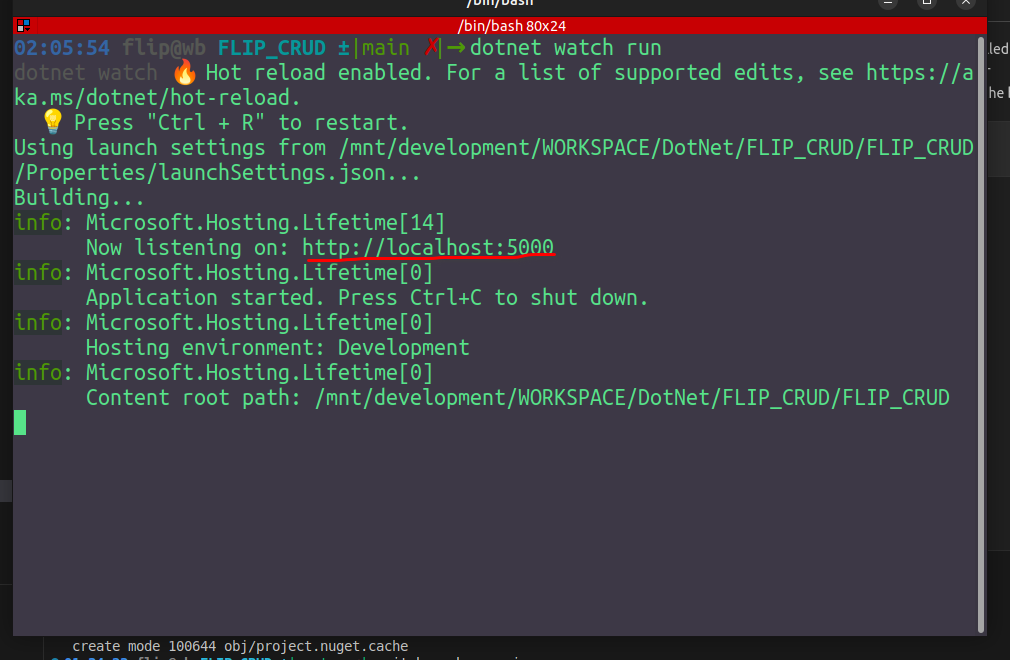 /bin/bash
/bin/bash 80x24
02:05:54 flip@wb FLIP_CRUD ±|main ✗|→dotnet watch run
dotnet watch 🔥 Hot reload enabled. For a list of supported edits, see https://a
ka.ms/dotnet/hot-reload.
💡 Press "Ctrl + R" to restart.
Using launch settings from /mnt/development/WORKSPACE/DotNet/FLIP_CRUD/FLIP_CRUD
/Properties/launchSettings.json...
Building...
info: Microsoft.Hosting.Lifetime[14]
Now listening on: http://localhost:5000
info: Microsoft.Hosting.Lifetime[0]
Application started. Press Ctrl+C to shut down.
info: Microsoft.Hosting.Lifetime[0]
Hosting environment: Development
info: Microsoft.Hosting.Lifetime[0]
Content root path: /mnt/development/WORKSPACE/DotNet/FLIP_CRUD/FLIP_CRUD
create mode 100644 obj/project.nuget.cache